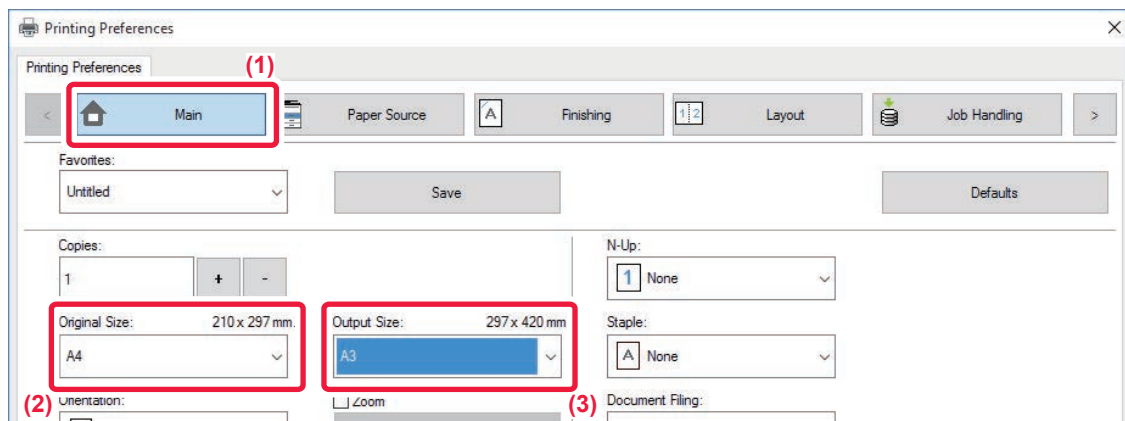 Printing Preferences
Printing Preferences
(1)
Main
Paper Source
Finishing
Layout
Job Handling
Favorites:
Untitled
Save
Defaults
Copies:
1
+
-
N-Up:
1 None
Original Size: 210 x 297 mm.
A4
Output Size: 297 x 420 mm
A3
Staple:
A None
(2)
Orientation:
Zoom
(3)
Document Filing: